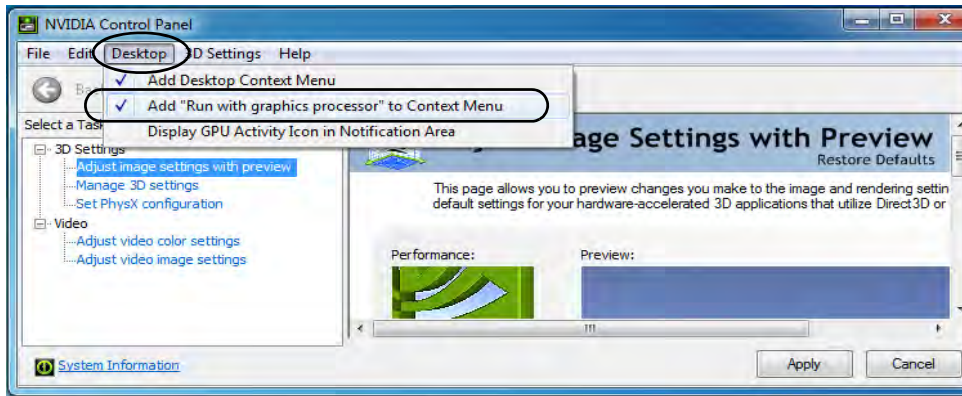 NVIDIA Control Panel
File Edit Desktop 3D Settings Help
Add Desktop Context Menu
Add "Run with graphics processor" to Context Menu
Display GPU Activity Icon in Notification Area
Select a Tas
3D Settings
Adjust image settings with preview
Manage 3D settings
Set PhysX configuration
Video
Adjust video color settings
Adjust video image settings
age Settings with Preview
Restore Defaults
This page allows you to preview changes you make to the image and rendering settin
default settings for your hardware-accelerated 3D applications that utilize Direct3D or
Performance:
Preview:
System Information
Apply
Cancel